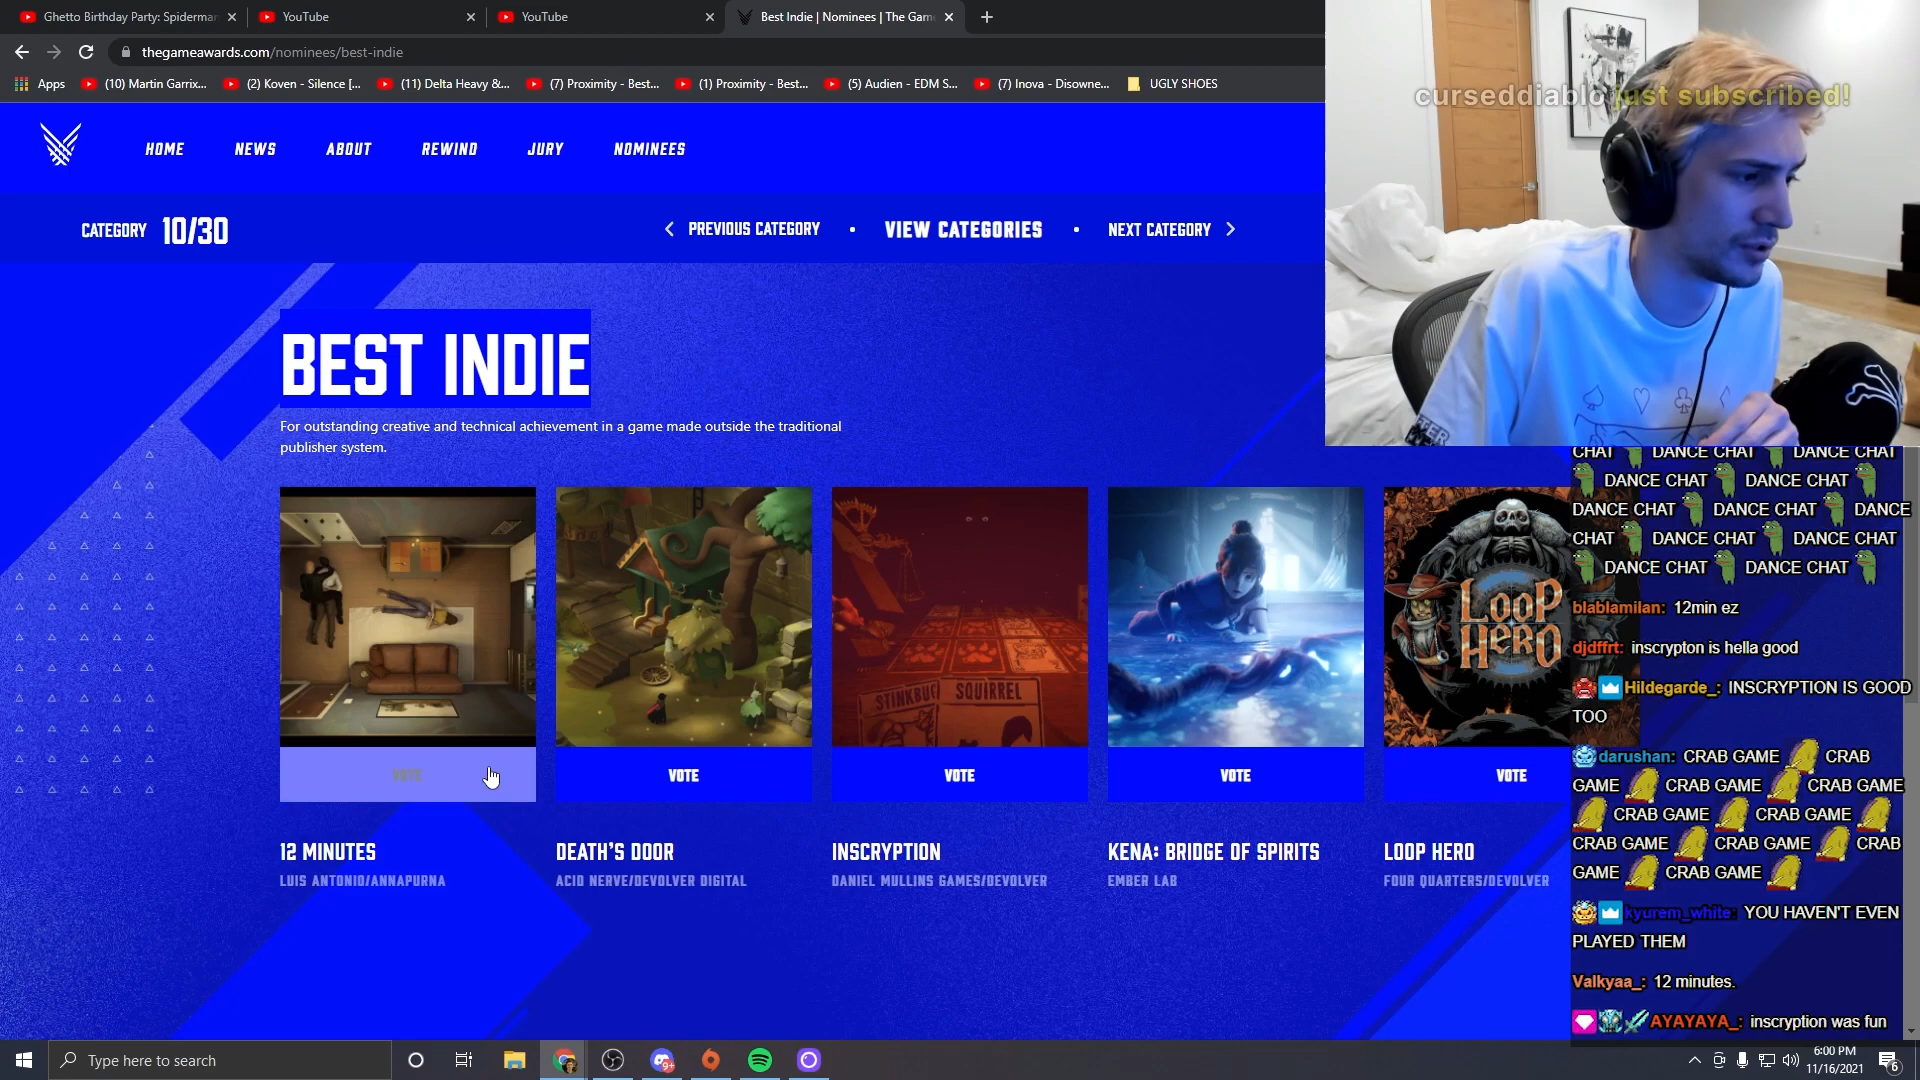 Ghetto Birthday Party: Spiderma
YouTube
YouTube
Best Indie | Nominees | The Gam
thegameawards.com/nominees/best-indie
Apps
(10) Martin Garrix...
(2) Koven - Silence [...
(11) Delta Heavy &...
(7) Proximity - Best...
(1) Proximity - Best...
(5) Audien - EDM S...
(7) Inova - Disowne...
UGLY SHOES
curseddiablo just subscribed!
HOME
NEWS
ABOUT
REWIND
JURY
NOMINEES
CATEGORY 10/30
PREVIOUS CATEGORY
VIEW CATEGORIES
NEXT CATEGORY
BEST INDIE
For outstanding creative and technical achievement in a game made outside the traditional
publisher system.
STINKBUG SQUIRREL
LOOP
HERO
VOTE
VOTE
VOTE
VOTE
VOTE
12 MINUTES
LUIS ANTONIO/ANNAPURNA
DEATH'S DOOR
ACID NERVE/DEVOLVER DIGITAL
INSCRYPTION
DANIEL MULLINS GAMES/DEVOLVER
KENA: BRIDGE OF SPIRITS
EMBER LAB
LOOP HERO
FOUR QUARTERS/DEVOLVER
CHAT DANCE CHAT DANCE CHAT
DANCE CHAT DANCE CHAT
DANCE CHAT DANCE CHAT DANCE
CHAT DANCE CHAT DANCE CHAT
DANCE CHAT DANCE CHAT
blablamilan: 12min ez
djdffrt: inscrypton is hella good
Hildegarde_: INSCRYPTION IS GOOD
TOO
darushan: CRAB GAME CRAB
GAME CRAB GAME CRAB GAME
CRAB GAME CRAB GAME
CRAB GAME CRAB GAME CRAB
GAME CRAB GAME
kyurem_white: YOU HAVEN'T EVEN
PLAYED THEM
Valkyaa_: 12 minutes.
AYAYAYA_: inscryption was fun
Type here to search
9+
6:00 PM
11/16/2021
6